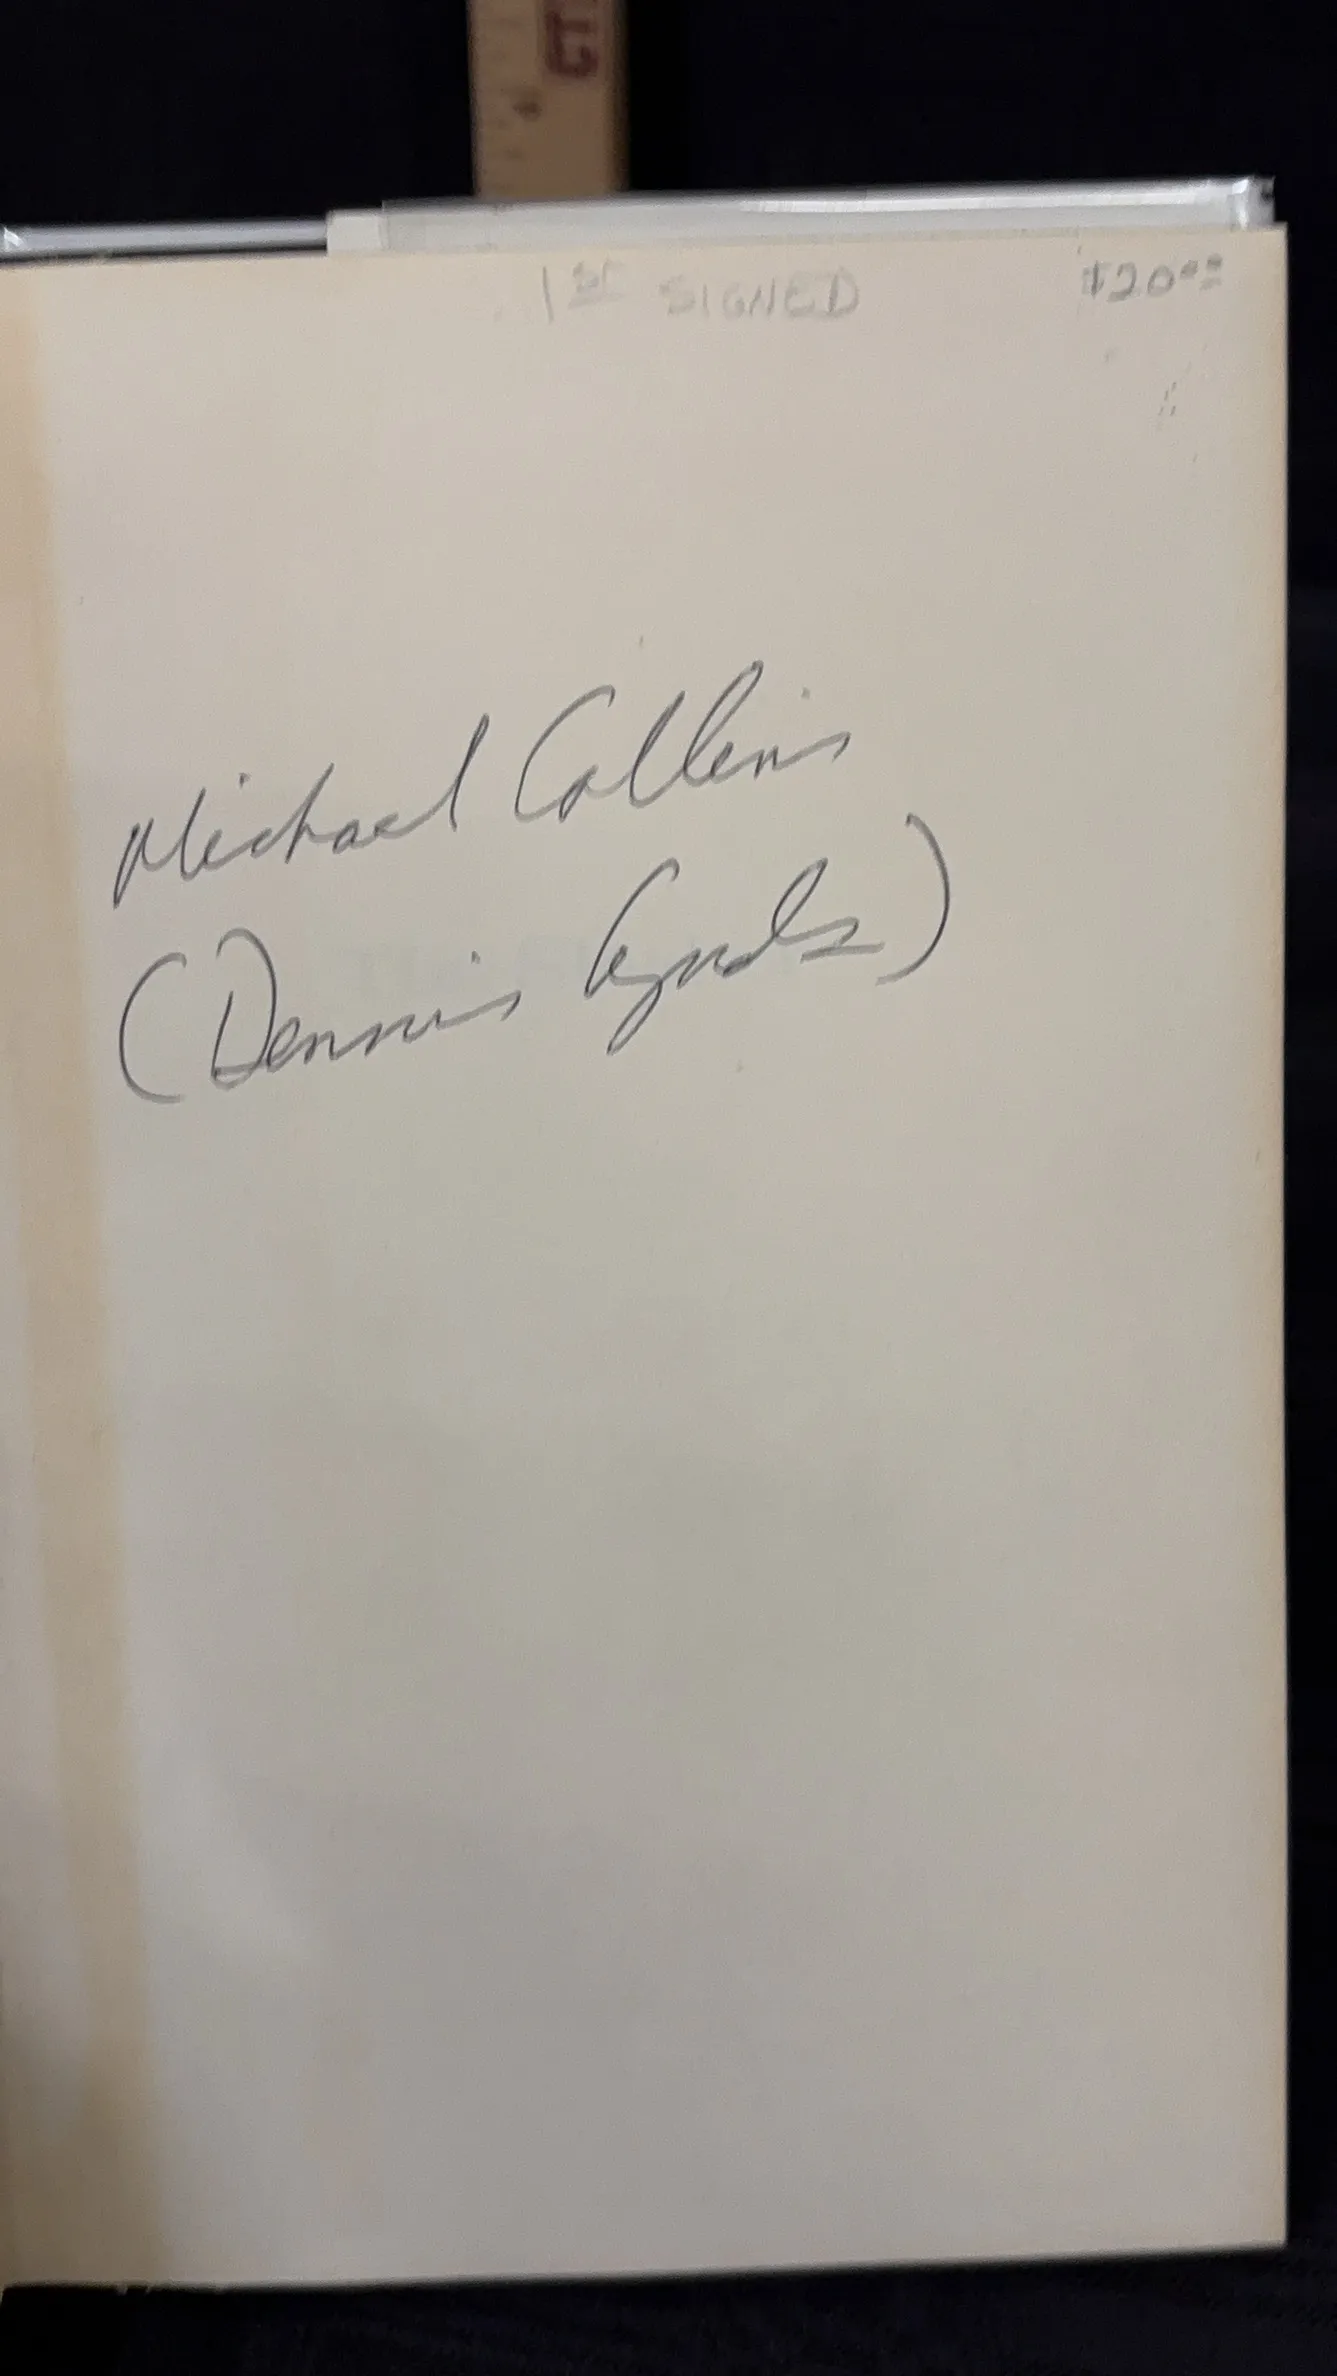 1st SIGNED $20.00
Michael Collins
(Dennis Lynds)